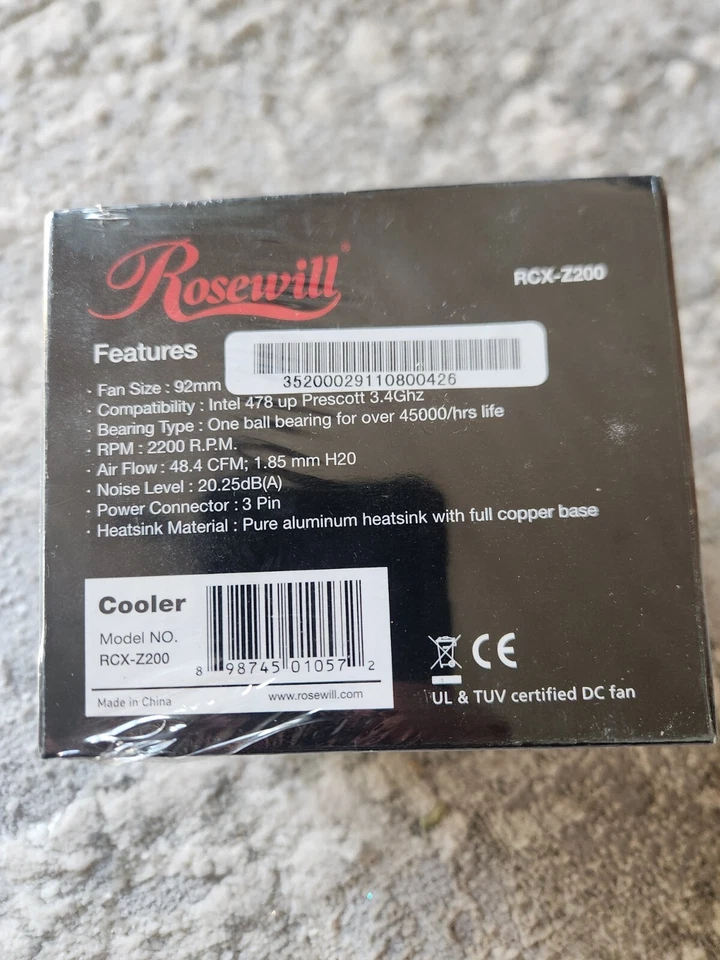 Rosewill
RCX-Z200
Features
35200029110800426
· Fan Size : 92mm
· Compatibility : Intel 478 up Prescott 3.4Ghz
· Bearing Type : One ball bearing for over 45000/hrs life
· RPM : 2200 R.P.M.
· Air Flow : 48.4 CFM; 1.85 mm H20
· Noise Level : 20.25dB(A)
· Power Connector : 3 Pin
· Heatsink Material : Pure aluminum heatsink with full copper base
Cooler
Model NO.
RCX-Z200
8 98745 01057 2
Made in China
www.rosewill.com
CE
UL & TUV certified DC fan